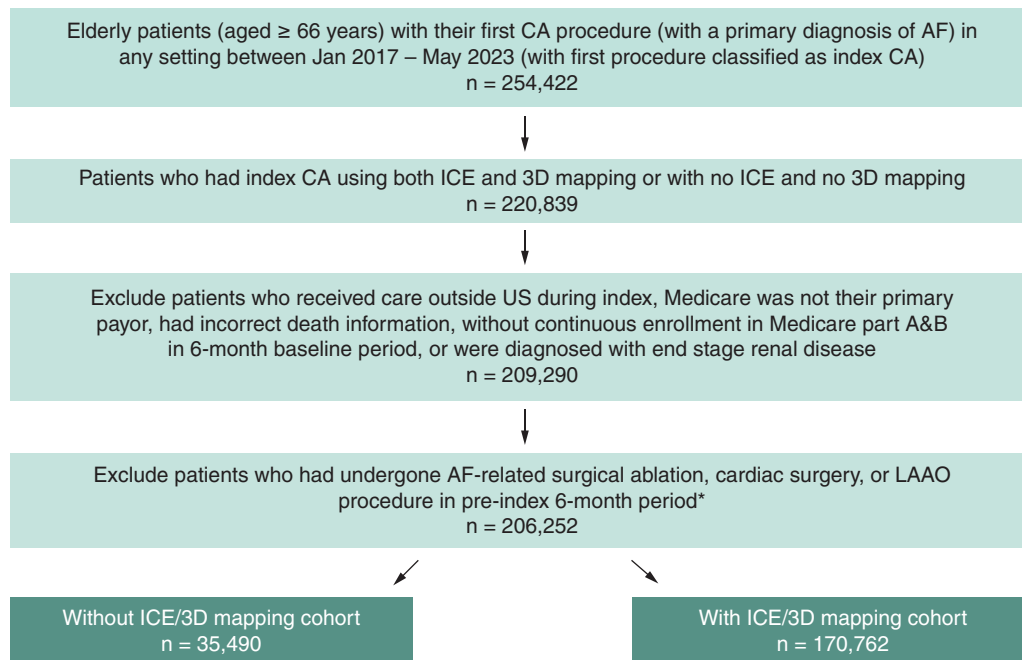 Elderly patients (aged ≥ 66 years) with their first CA procedure (with a primary diagnosis of AF) in
any setting between Jan 2017 – May 2023 (with first procedure classified as index CA)
n = 254,422
Patients who had index CA using both ICE and 3D mapping or with no ICE and no 3D mapping
n = 220,839
Exclude patients who received care outside US during index, Medicare was not their primary
payor, had incorrect death information, without continuous enrollment in Medicare part A&B
in 6-month baseline period, or were diagnosed with end stage renal disease
n = 209,290
Exclude patients who had undergone AF-related surgical ablation, cardiac surgery, or LAAO
procedure in pre-index 6-month period*
n = 206,252
Without ICE/3D mapping cohort
n = 35,490
With ICE/3D mapping cohort
n = 170,762